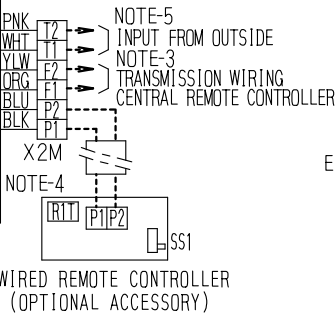 NOTE-5
PNK T2
INPUT FROM OUTSIDE
WHT T1
NOTE-3
YLW F2
TRANSMISSION WIRING
ORG F1
CENTRAL REMOTE CONTROLLER
BLU P2
BLK P1
X2M
E
NOTE-4
R1T P1 P2
SS1
WIRED REMOTE CONTROLLER
(OPTIONAL ACCESSORY)